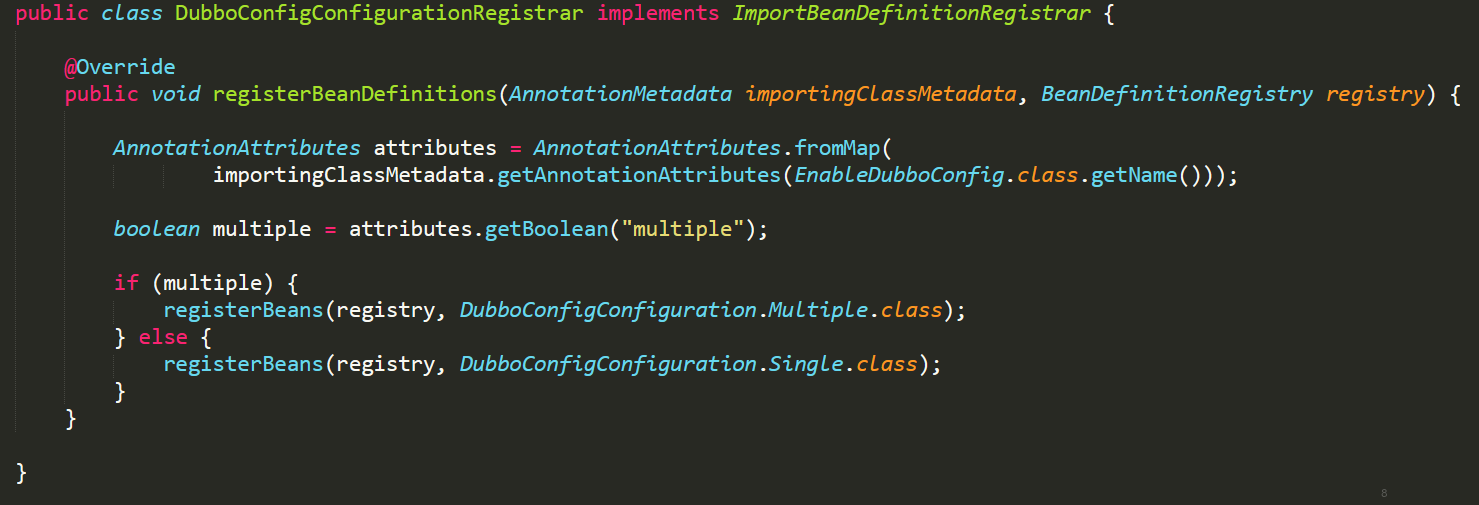 public class DubboConfigConfigurationRegistrar implements ImportBeanDefinitionRegistrar {
@Override
public void registerBeanDefinitions(AnnotationMetadata importingClassMetadata, BeanDefinitionRegistry registry) {
AnnotationAttributes attributes = AnnotationAttributes.fromMap(
importingClassMetadata.getAnnotationAttributes(EnableDubboConfig.class.getName()));
boolean multiple = attributes.getBoolean("multiple");
if (multiple) {
registerBeans(registry, DubboConfigConfiguration.Multiple.class);
} else {
registerBeans(registry, DubboConfigConfiguration.Single.class);
}
}
}
8